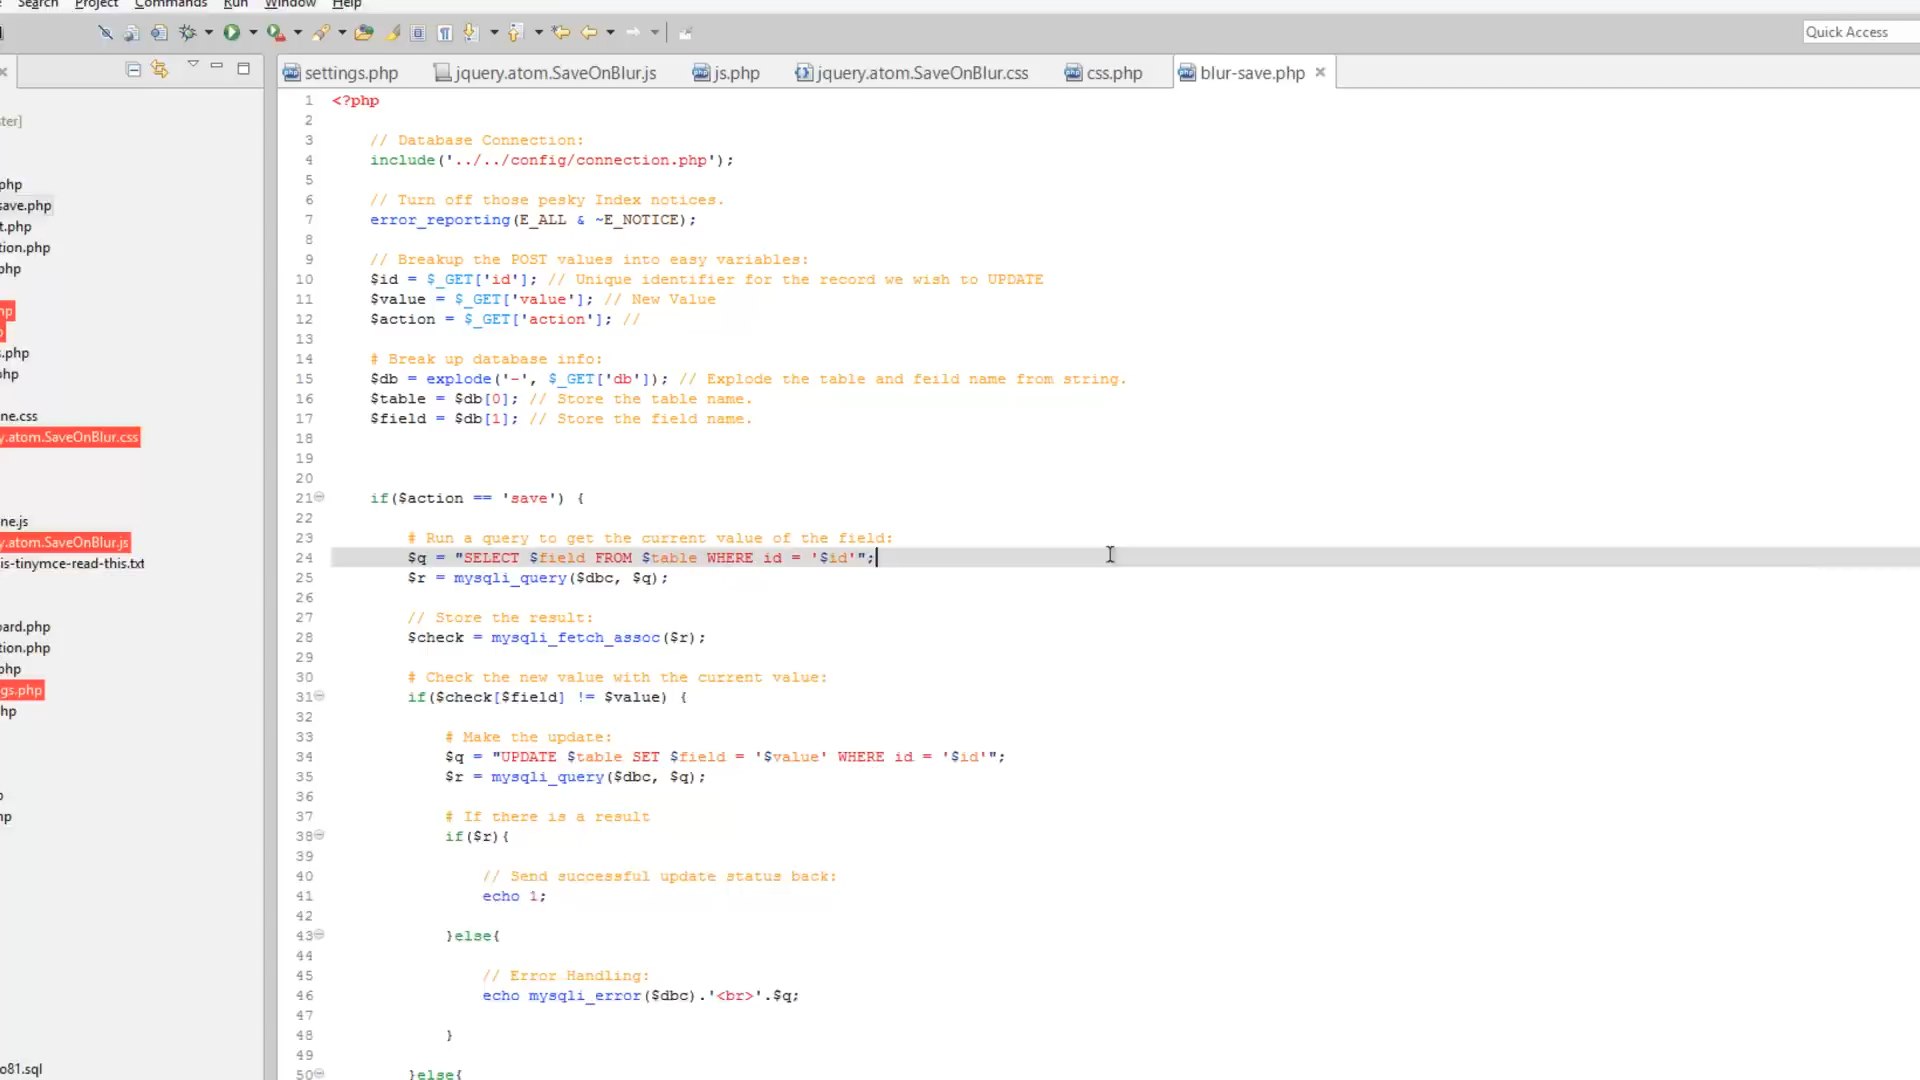 Search Project Commands Run Window Help
Quick Access
settings.php jquery.atom.SaveOnBlur.js js.php jquery.atom.SaveOnBlur.css css.php blur-save.php
ter]
php
save.php
t.php
tion.php
php
np
s.php
hp
ne.css
y.atom.SaveOnBlur.css
ne.js
y.atom.SaveOnBlur.js
is-tinymce-read-this.txt
oard.php
tion.php
php
gs.php
hp
np
o81.sql
1 <?php
2
3 // Database Connection:
4 include('../../config/connection.php');
5
6 // Turn off those pesky Index notices.
7 error_reporting(E_ALL & ~E_NOTICE);
8
9 // Breakup the POST values into easy variables:
10 $id = $_GET['id']; // Unique identifier for the record we wish to UPDATE
11 $value = $_GET['value']; // New Value
12 $action = $_GET['action']; //
13
14 # Break up database info:
15 $db = explode('-', $_GET['db']); // Explode the table and feild name from string.
16 $table = $db[0]; // Store the table name.
17 $field = $db[1]; // Store the field name.
18
19
20
21 if($action == 'save') {
22
23 # Run a query to get the current value of the field:
24 $q = "SELECT $field FROM $table WHERE id = '$id'";
25 $r = mysqli_query($dbc, $q);
26
27 // Store the result:
28 $check = mysqli_fetch_assoc($r);
29
30 # Check the new value with the current value:
31 if($check[$field] != $value) {
32
33 # Make the update:
34 $q = "UPDATE $table SET $field = '$value' WHERE id = '$id'";
35 $r = mysqli_query($dbc, $q);
36
37 # If there is a result
38 if($r){
39
40 // Send successful update status back:
41 echo 1;
42
43 }else{
44
45 // Error Handling:
46 echo mysqli_error($dbc).'<br>'.$q;
47
48 }
49
50 }else{